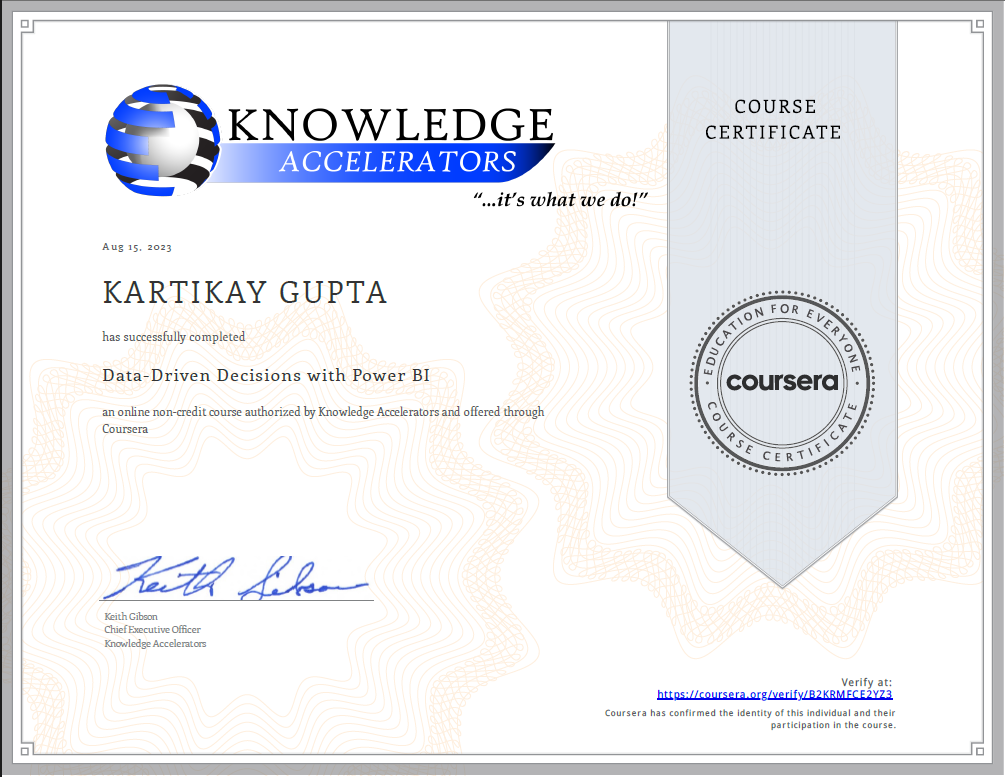 KNOWLEDGE
ACCELERATORS
“...it’s what we do!”
COURSE
CERTIFICATE
Aug 15, 2023
KARTIKAY GUPTA
has successfully completed
Data-Driven Decisions with Power BI
an online non-credit course authorized by Knowledge Accelerators and offered through
Coursera
EDUCATION FOR EVERYONE
coursera
COURSE CERTIFICATE
Keith Gibson
Keith Gibson
Chief Executive Officer
Knowledge Accelerators
Verify at:
https://coursera.org/verify/B2KRMFCE2YZ3
Coursera has confirmed the identity of this individual and their
participation in the course.